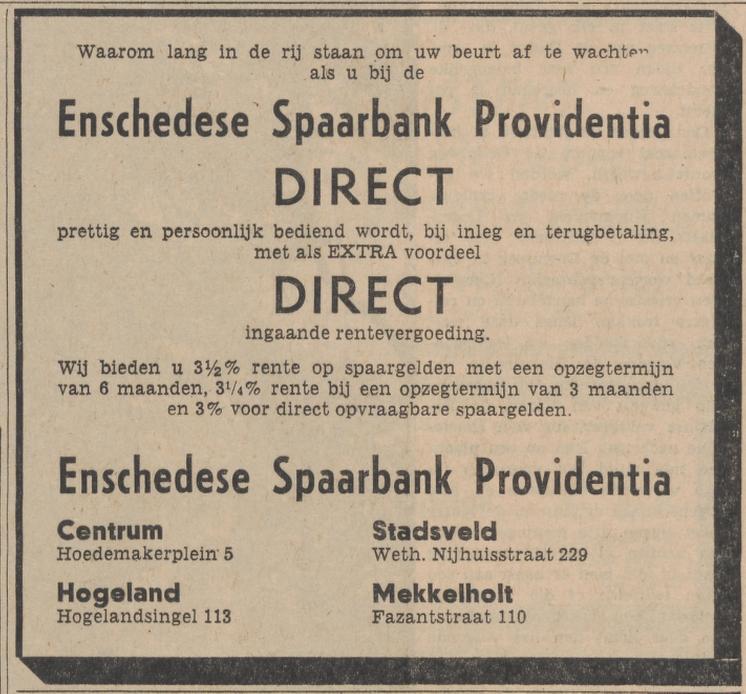 Waarom lang in de rij staan om uw beurt af te wachten
als u bij de
Enschedese Spaarbank Providentia
DIRECT
prettig en persoonlijk bediend wordt, bij inleg en terugbetaling,
met als EXTRA voordeel
DIRECT
ingaande rentevergoeding.
Wij bieden u 3½% rente op spaargelden met een opzegtermijn
van 6 maanden, 3¼% rente bij een opzegtermijn van 3 maanden
en 3% voor direct opvraagbare spaargelden.
Enschedese Spaarbank Providentia
Centrum
Hoedemakerplein 5
Stadsveld
Weth. Nijhuisstraat 229
Hogeland
Hogelandsingel 113
Mekkelholt
Fazantstraat 110